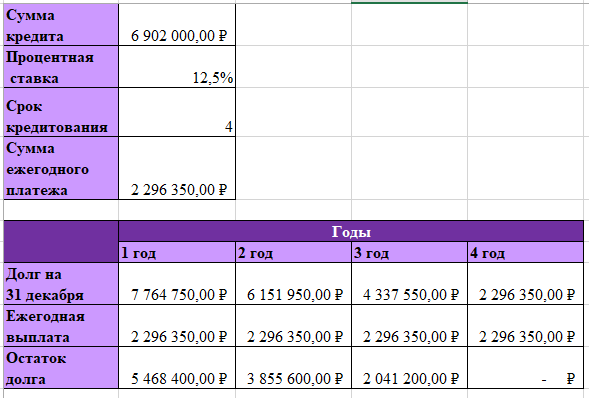 Сумма
кредита 6 902 000,00 ₽
Процентная
ставка 12,5%
Срок
кредитования 4
Сумма
ежегодного
платежа 2 296 350,00 ₽
Годы
1 год 2 год 3 год 4 год
Долг на
31 декабря 7 764 750,00 ₽ 6 151 950,00 ₽ 4 337 550,00 ₽ 2 296 350,00 ₽
Ежегодная
выплата 2 296 350,00 ₽ 2 296 350,00 ₽ 2 296 350,00 ₽ 2 296 350,00 ₽
Остаток
долга 5 468 400,00 ₽ 3 855 600,00 ₽ 2 041 200,00 ₽ - ₽